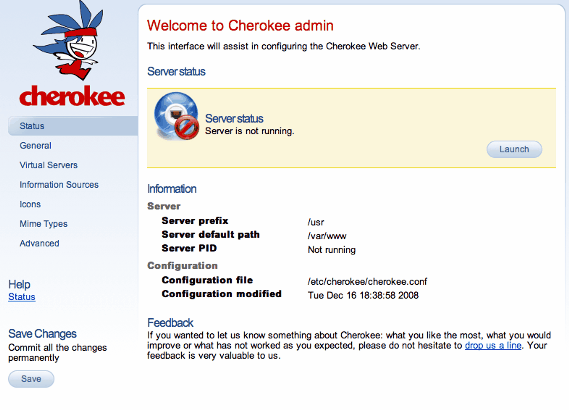 cherokee
Status
General
Virtual Servers
Information Sources
Icons
Mime Types
Advanced
Help
Status
Save Changes
Commit all the changes
permanently
Save
Welcome to Cherokee admin
This interface will assist in configuring the Cherokee Web Server.
Server status
Server status
Server is not running.
Launch
Information
Server
Server prefix /usr
Server default path /var/www
Server PID Not running
Configuration
Configuration file /etc/cherokee/cherokee.conf
Configuration modified Tue Dec 16 18:38:58 2008
Feedback
If you wanted to let us know something about Cherokee: what you like the most, what you would
improve or what has not worked as you expected, please do not hesitate to drop us a line. Your
feedback is very valuable to us.